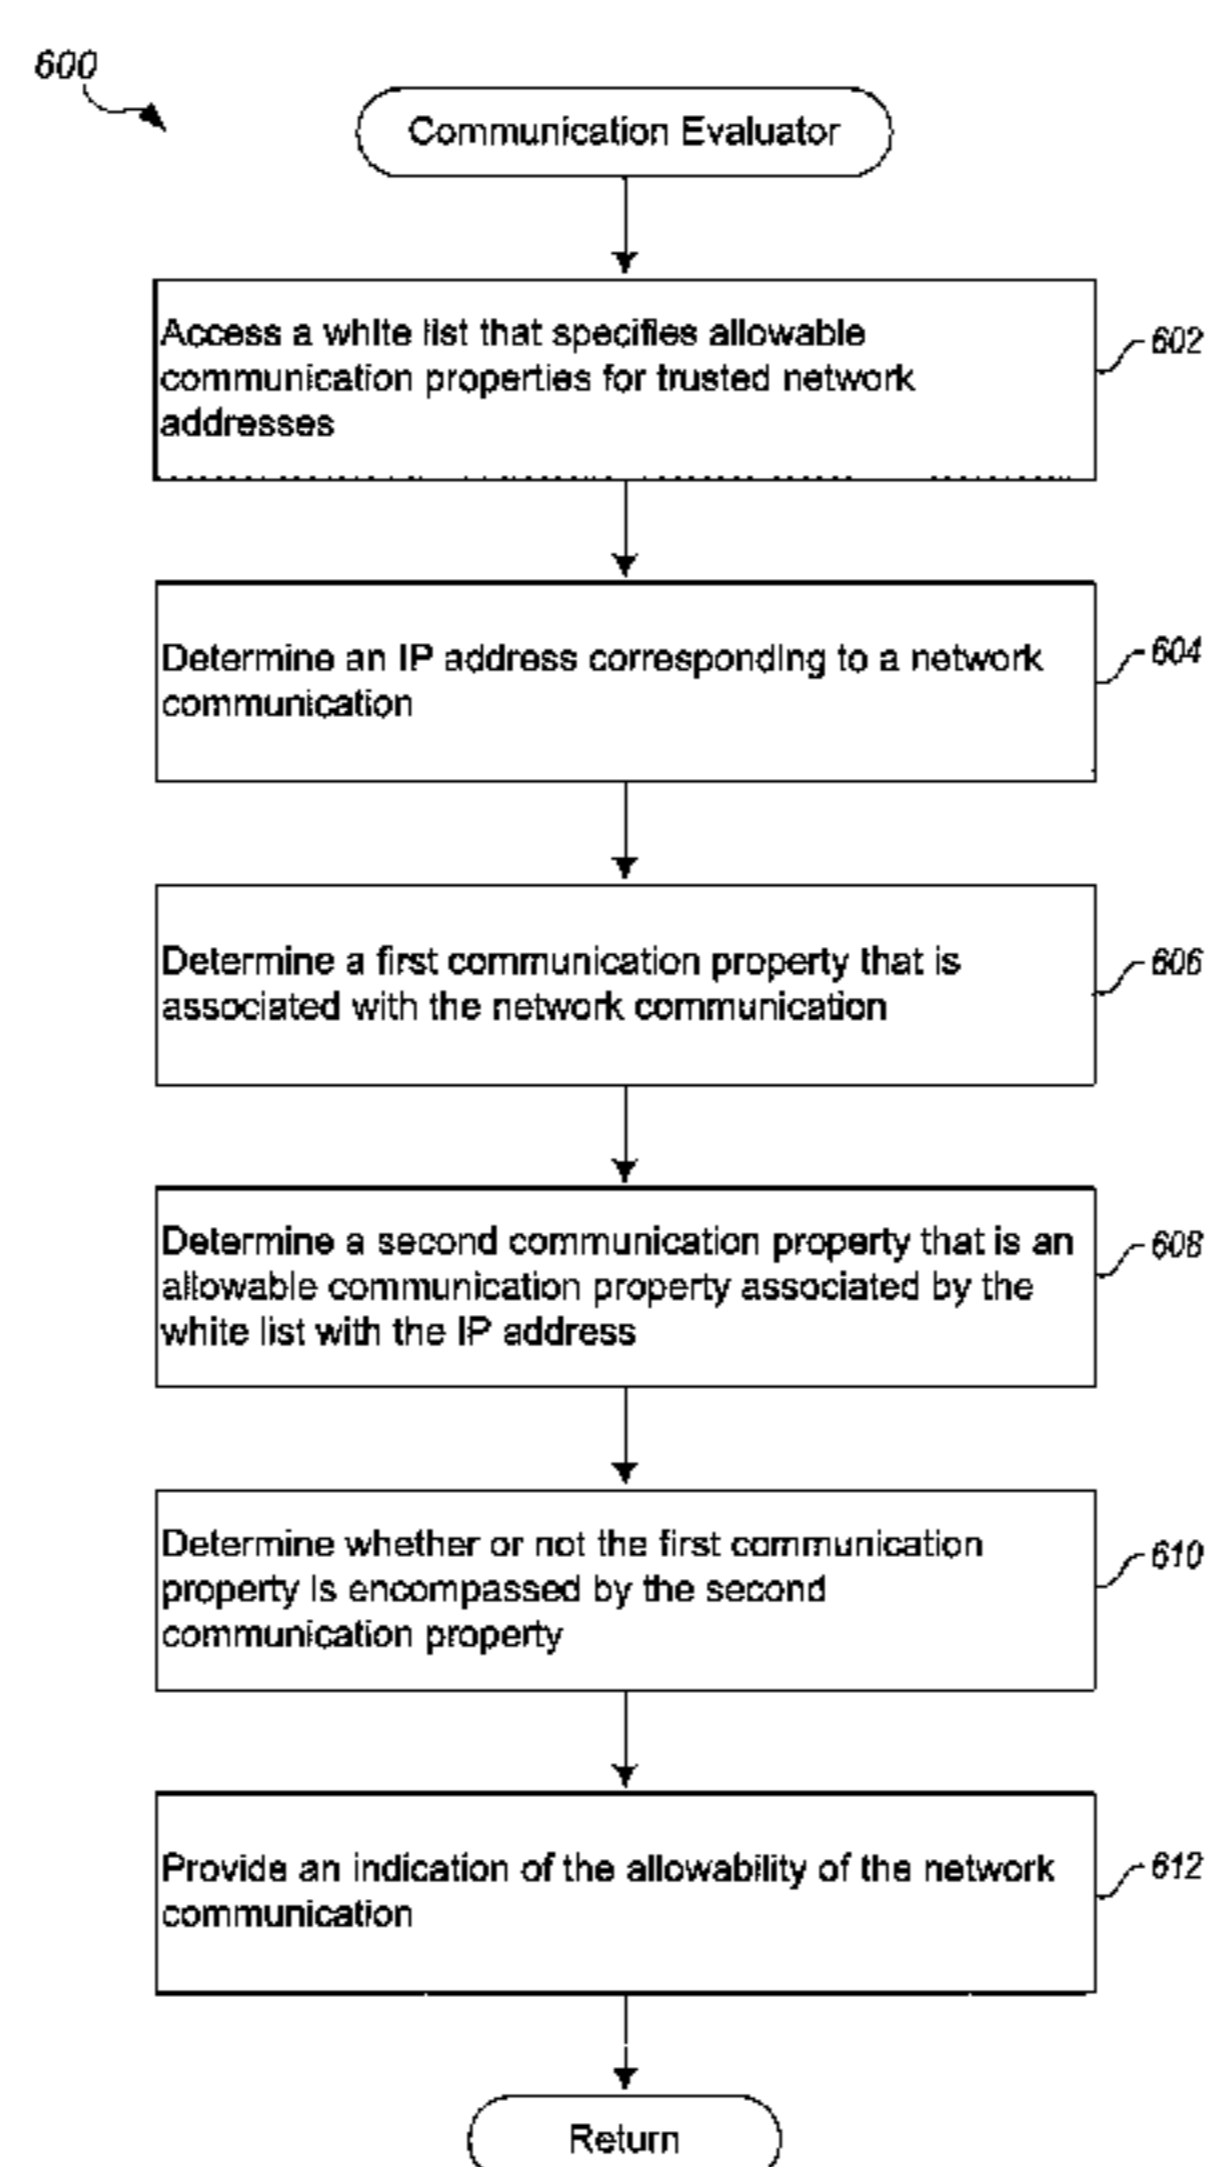 600
Communication Evaluator
Access a white list that specifies allowable
communication properties for trusted network
addresses
602
Determine an IP address corresponding to a network
communication
604
Determine a first communication property that is
associated with the network communication
606
Determine a second communication property that is an
allowable communication property associated by the
white list with the IP address
608
Determine whether or not the first communication
property is encompassed by the second
communication property
610
Provide an indication of the allowability of the network
communication
612
Return